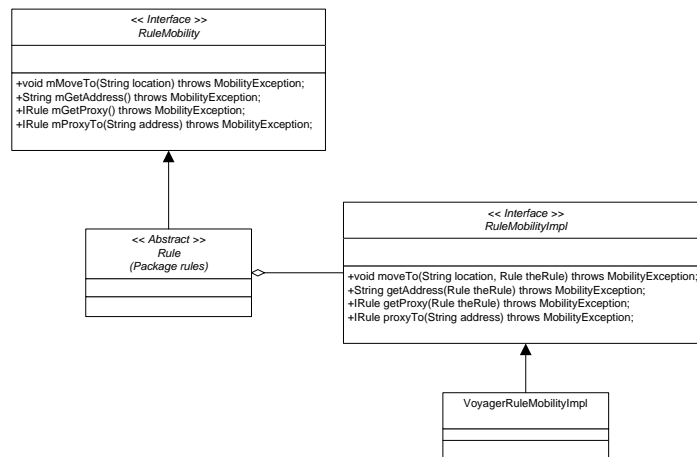 << Interface >>
RuleMobility
+void mMoveTo(String location) throws MobilityException;
+String mGetAddress() throws MobilityException;
+IRule mGetProxy() throws MobilityException;
+IRule mProxyTo(String address) throws MobilityException;
<< Abstract >>
Rule
(Package rules)
<< Interface >>
RuleMobilityImpl
+void moveTo(String location, Rule theRule) throws MobilityException;
+String getAddress(Rule theRule) throws MobilityException;
+IRule getProxy(Rule theRule) throws MobilityException;
+IRule proxyTo(String address) throws MobilityException;
VoyagerRuleMobilityImpl